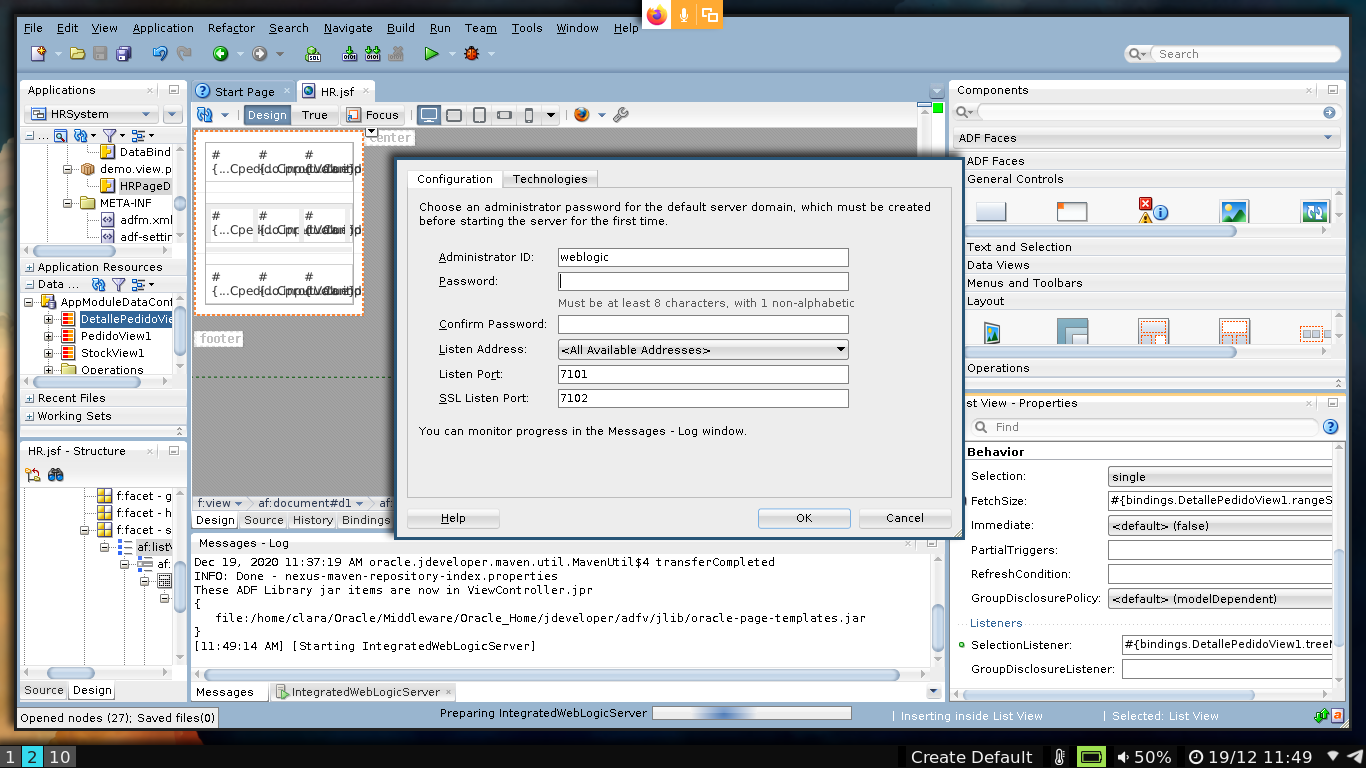 File Edit View Application Refactor Search Navigate Build Run Team Tools Window Help
Search
Applications
HRSystem
...
DataBind
demo.view.p
HRPageD
META-INF
adfm.xml
adf-settin
Application Resources
Data ...
AppModuleDataCont
DetallePedidoVie
PedidoView1
StockView1
Operations
Recent Files
Working Sets
HR.jsf - Structure
f:facet - g
f:facet - h
f:facet - s
af:listV
af:
Source Design
Opened nodes (27); Saved files(0)
Start Page
HR.jsf
Design True Focus
center
# # #
# # #
# # #
footer
f:view af:document#d1 af:
Design Source History Bindings
Configuration Technologies
Choose an administrator password for the default server domain, which must be created
before starting the server for the first time.
Administrator ID: weblogic
Password:
Must be at least 8 characters, with 1 non-alphabetic
Confirm Password:
Listen Address: <All Available Addresses>
Listen Port: 7101
SSL Listen Port: 7102
You can monitor progress in the Messages - Log window.
Help OK Cancel
Messages - Log
Dec 19, 2020 11:37:19 AM oracle.jdeveloper.maven.util.MavenUtil$4 transferCompleted
INFO: Done - nexus-maven-repository-index.properties
These ADF Library jar items are now in ViewController.jpr
{
file:/home/clara/Oracle/Middleware/Oracle_Home/jdeveloper/adfv/jlib/oracle-page-templates.jar
}
[11:49:14 AM] [Starting IntegratedWebLogicServer]
Messages IntegratedWebLogicServer
Preparing IntegratedWebLogicServer
Inserting inside List View
Selected: List View
Components
ADF Faces
ADF Faces
General Controls
Text and Selection
Data Views
Menus and Toolbars
Layout
Operations
st View - Properties
Find
Behavior
Selection: single
FetchSize: #{bindings.DetallePedidoView1.rangeS
Immediate: <default> (false)
PartialTriggers:
RefreshCondition:
GroupDisclosurePolicy: <default> (modelDependent)
Listeners
SelectionListener: #{bindings.DetallePedidoView1.treeM
GroupDisclosureListener:
1 2 10
Create Default
50%
19/12 11:49